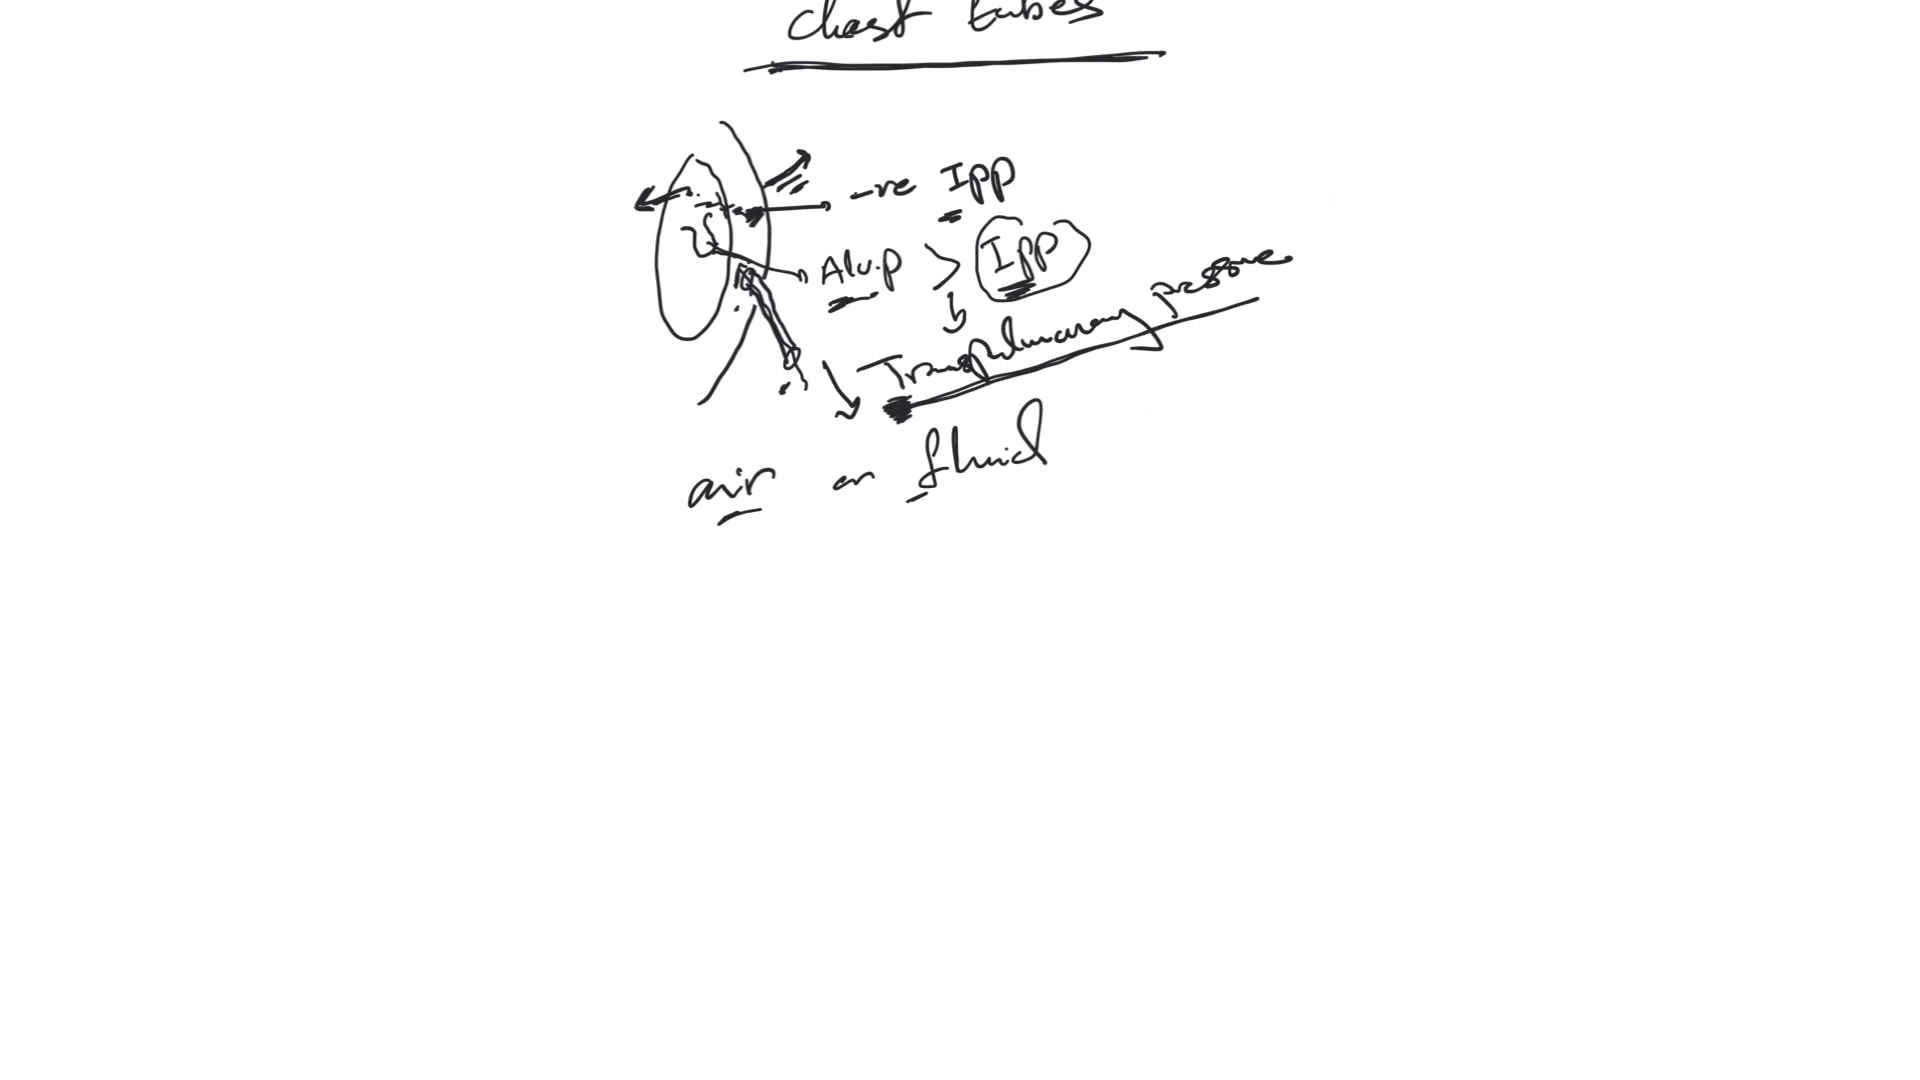 Chest tubes
-ve Ipp
Alv.p > Ipp
Transpulmonary pressure
air or fluid